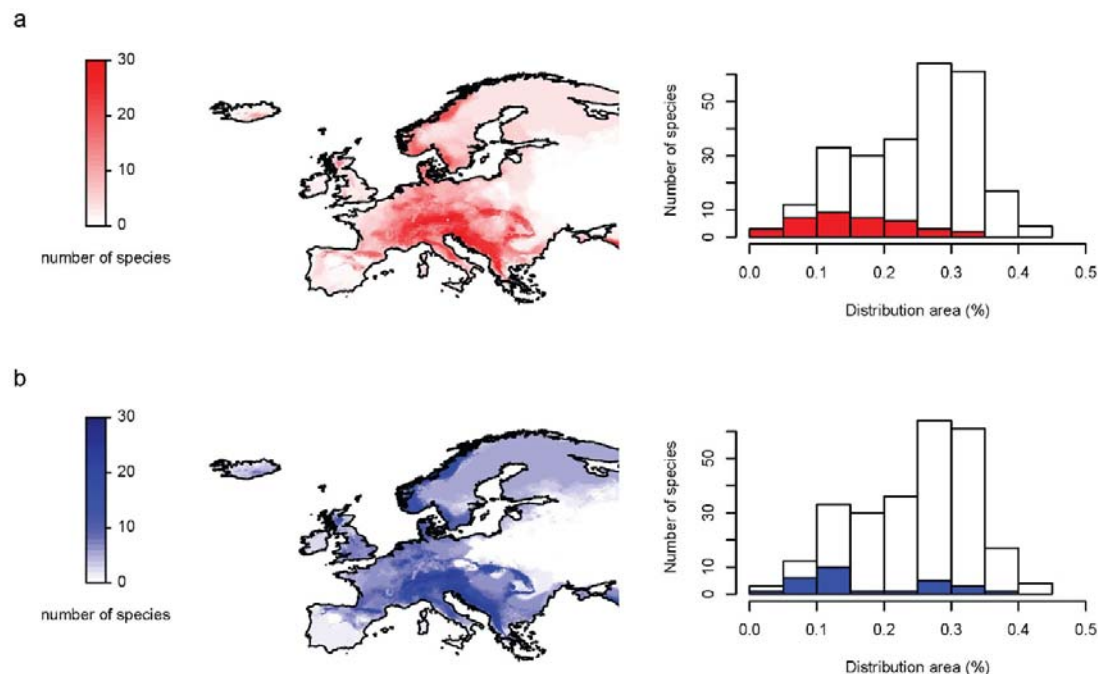 a
30
20
10
0
number of species
Number of species
50
30
10
0
0.0 0.1 0.2 0.3 0.4 0.5
Distribution area (%)
b
30
20
10
0
number of species
Number of species
50
30
10
0
0.0 0.1 0.2 0.3 0.4 0.5
Distribution area (%)